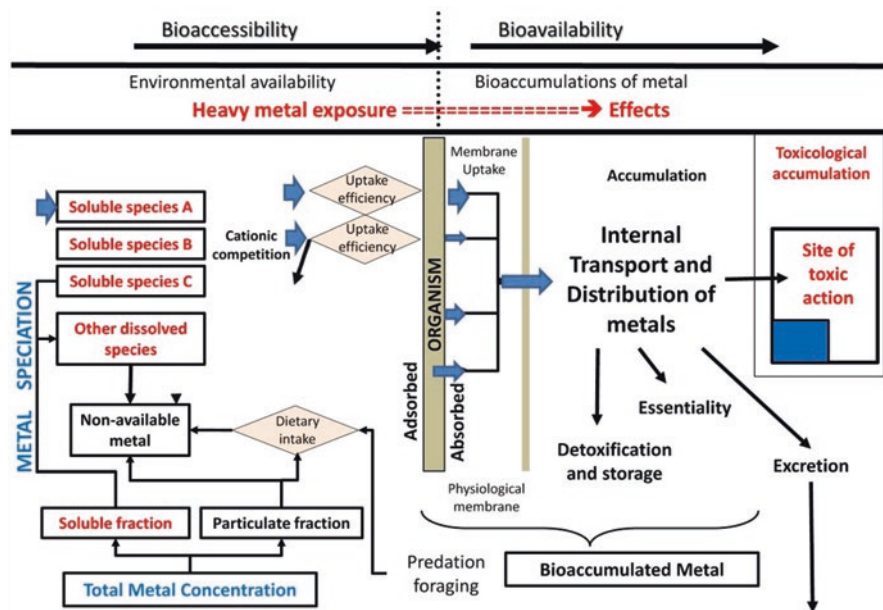 Bioaccessibility
Bioavailability
Environmental availability
Bioaccumulations of metal
Heavy metal exposure ================➔ Effects
METAL SPECIATION
Soluble species A
Soluble species B
Soluble species C
Other dissolved
species
Non-available
metal
Soluble fraction
Particulate fraction
Total Metal Concentration
Uptake
efficiency
Cationic
competition
Uptake
efficiency
Dietary
intake
Predation
foraging
Adsorbed
ORGANISM
Absorbed
Membrane
Uptake
Physiological
membrane
Accumulation
Internal
Transport and
Distribution of
metals
Essentiality
Detoxification
and storage
Excretion
Bioaccumulated Metal
Toxicological
accumulation
Site of
toxic
action